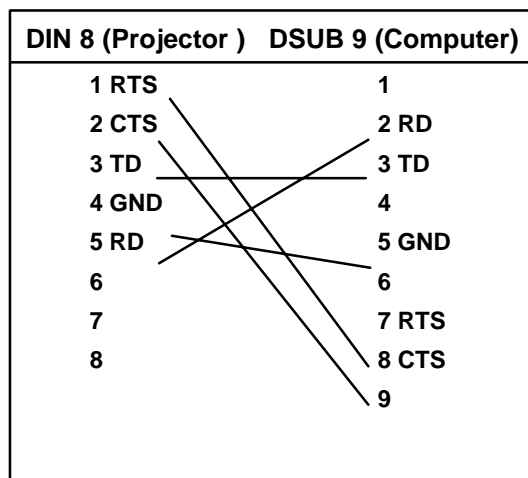 DIN 8 (Projector ) DSUB 9 (Computer)
1 RTS 1
2 CTS 2 RD
3 TD 3 TD
4 GND 4
5 RD 5 GND
6 6
7 7 RTS
8 8 CTS
9